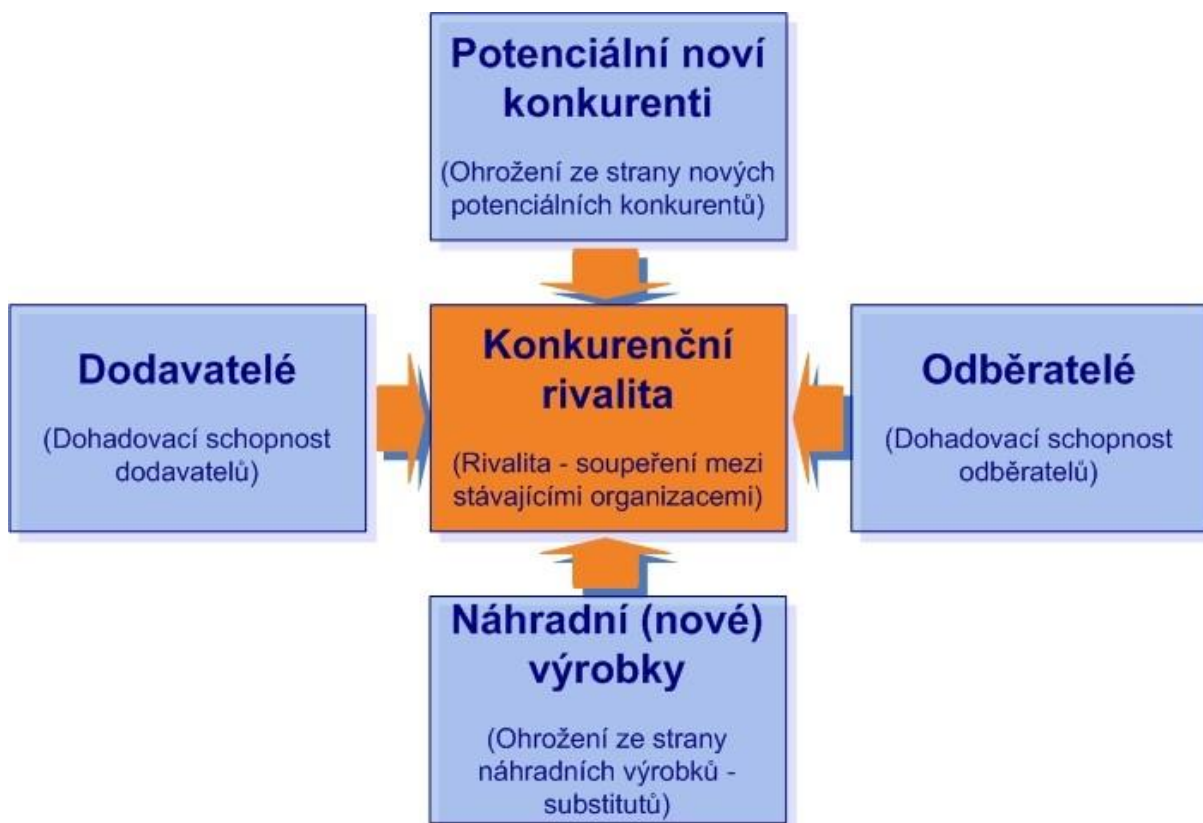 Potenciální noví
konkurenti
(Ohrožení ze strany nových
potenciálních konkurentů)
Dodavatelé
(Dohadovací schopnost
dodavatelů)
Konkurenční
rivalita
(Rivalita - soupeření mezi
stávajícími organizacemi)
Odběratelé
(Dohadovací schopnost
odběratelů)
Náhradní (nové)
výrobky
(Ohrožení ze strany
náhradních výrobků -
substitutů)